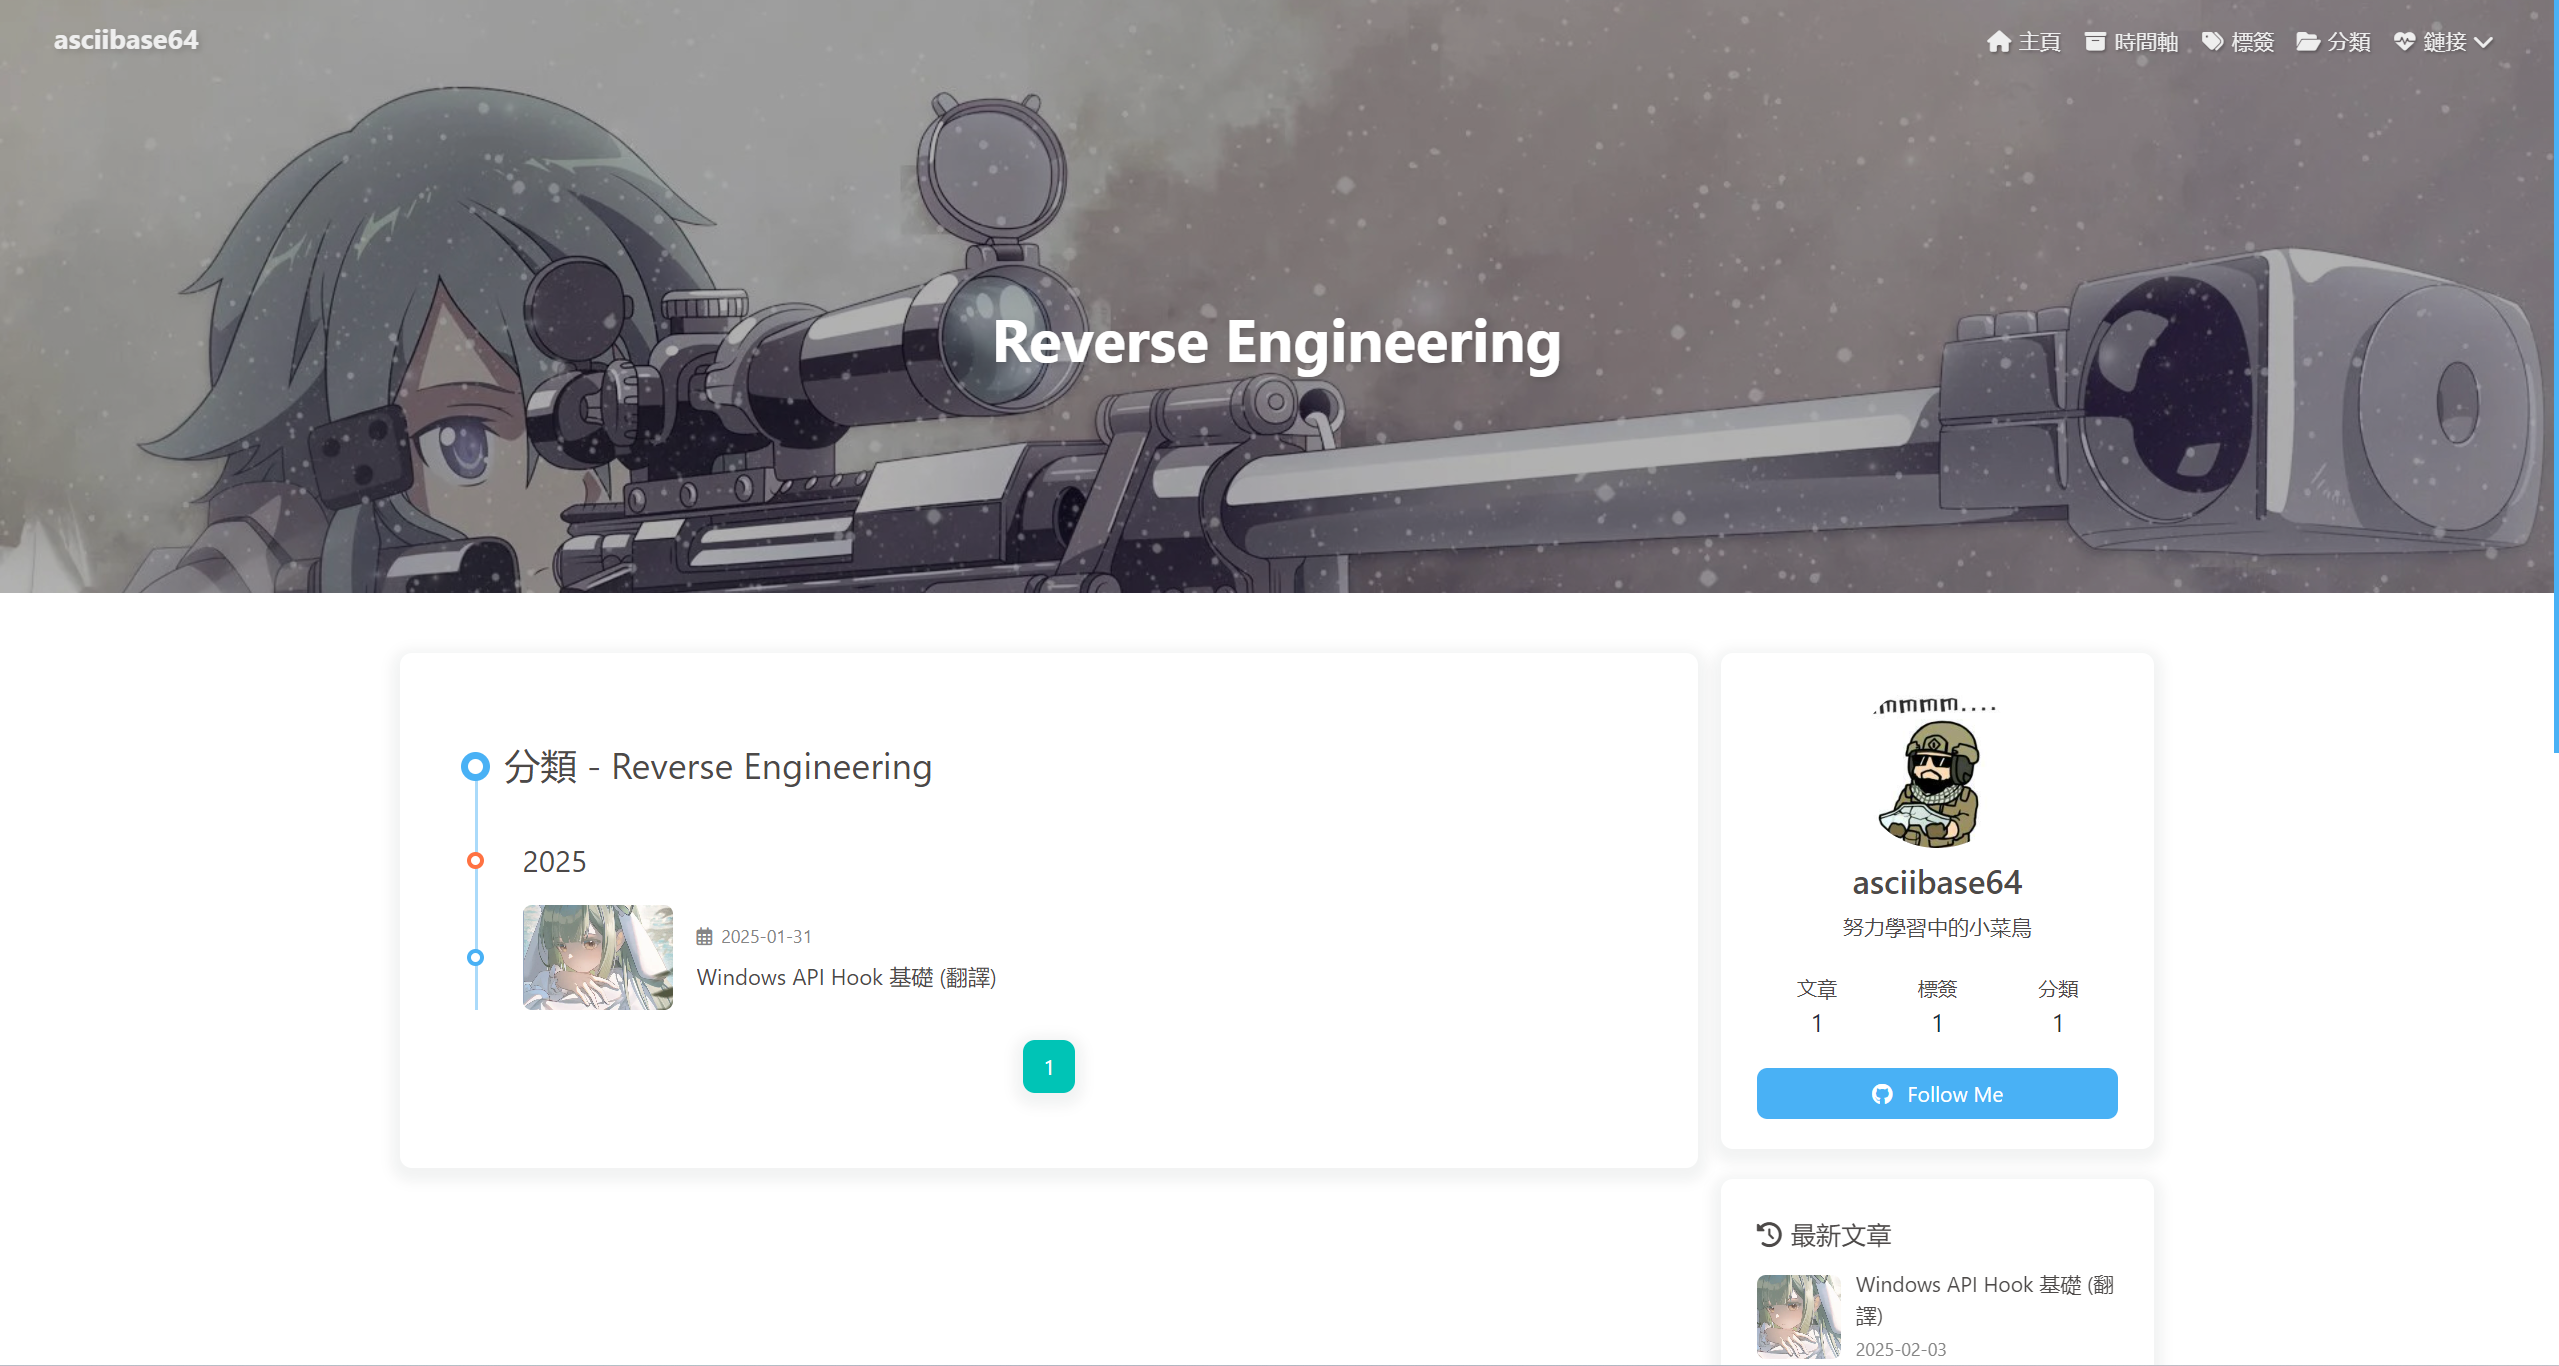 asciibase64
主頁 時間軸 標簽 分類 鏈接
Reverse Engineering
分類 - Reverse Engineering
2025
2025-01-31
Windows API Hook 基礎 (翻譯)
1
mmmm....
asciibase64
努力學習中的小菜鳥
文章 標簽 分類
1 1 1
Follow Me
最新文章
Windows API Hook 基礎 (翻
譯)
2025-02-03